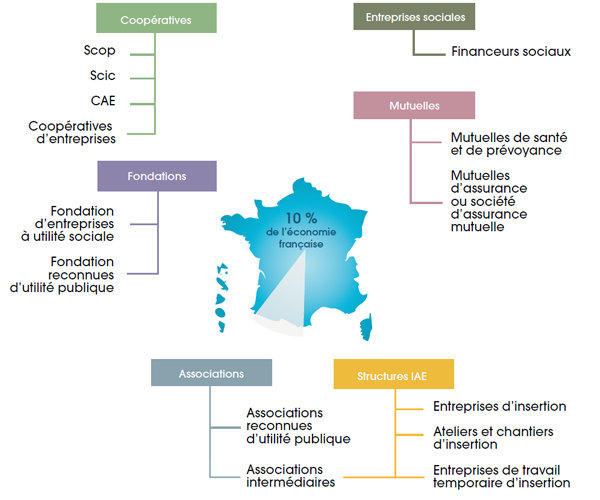 Coopératives
Scop
Scic
CAE
Coopératives
d'entreprises
Entreprises sociales
Financeurs sociaux
Mutuelles
Mutuelles de santé
et de prévoyance
Mutuelles
d'assurance
ou société
d'assurance
mutuelle
Fondations
Fondation
d'entreprises
à utilité sociale
Fondation
reconnues
d'utilité publique
10 %
de l'économie
française
Associations
Associations
reconnues
d'utilité publique
Associations
intermédiaires
Structures IAE
Entreprises d'insertion
Ateliers et chantiers
d'insertion
Entreprises de travail
temporaire d'insertion